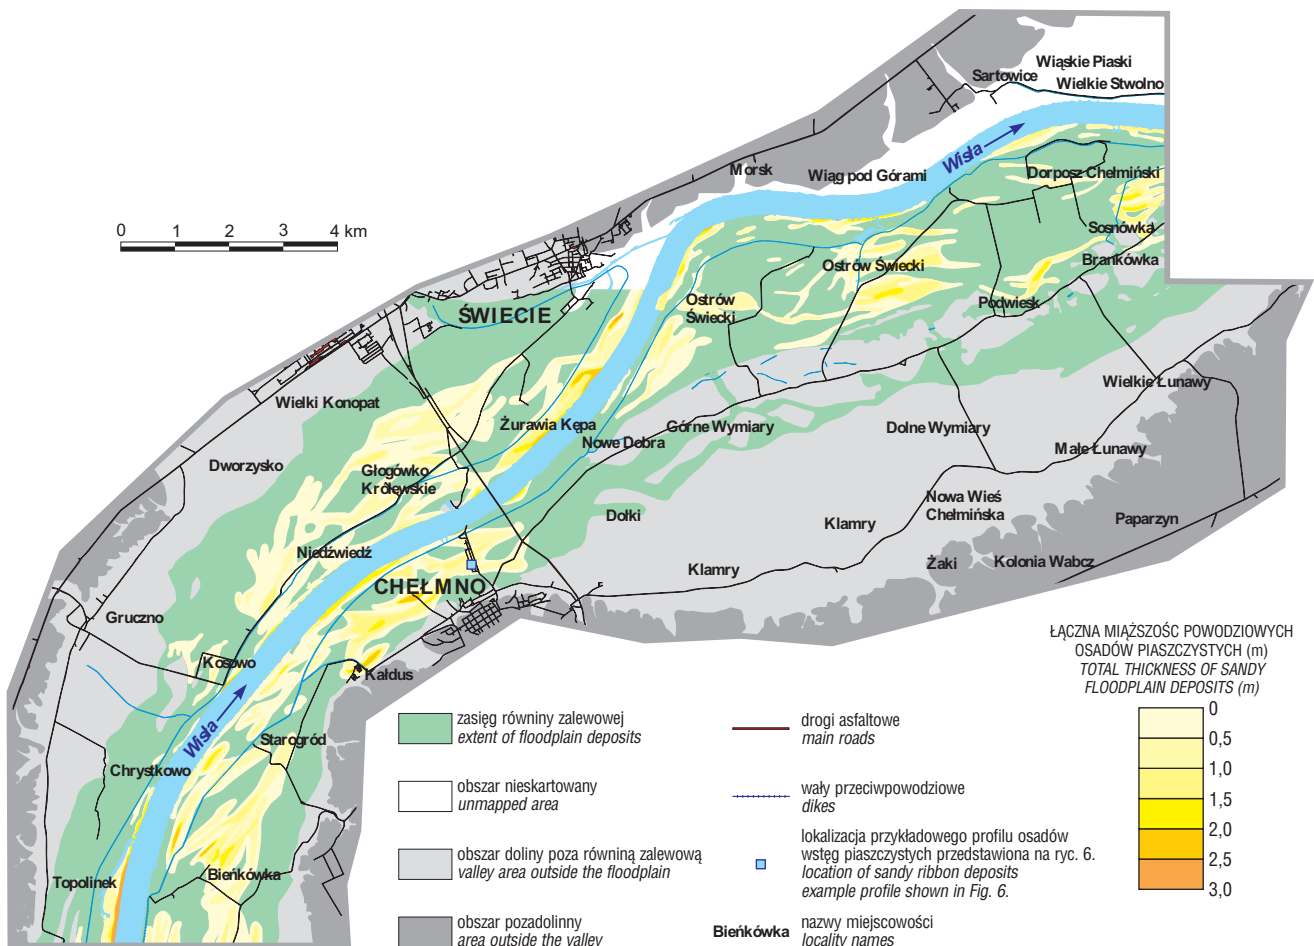 Wiąskie Piaski
Sartowice
Wielkie Stwolno
Wisła
Morsk
Wiąg pod Górami
Dorposz Chełmiński
0 1 2 3 4 km
Sosnówka
Brankówka
Ostrów Świecki
Ostrów
Świecki
Podwiesk
ŚWIECIE
Wielki Konopat
Wielkie Łunawy
Żurawia Kępa
Górne Wymiary
Dolne Wymiary
Nowe Dobra
Małe Łunawy
Dworzysko
Głogówko
Królewskie
Nowa Wieś
Chełmińska
Dołki
Klamry
Paparzyn
Niedźwiedź
Klamry
Żaki
Kolonia Wabcz
CHEŁMNO
Gruczno
Kosowo
Kałdus
Wisła
Starogród
Chrystkowo
Topolinek
Bieńkówka
zasięg równiny zalewowej
extent of floodplain deposits
obszar nieskartowany
unmapped area
obszar doliny poza równiną zalewową
valley area outside the floodplain
obszar pozadolinny
area outside the valley
drogi asfaltowe
main roads
wały przeciwpowodziowe
dikes
lokalizacja przykładowego profilu osadów
wstęg piaszczystych przedstawiona na ryc. 6.
location of sandy ribbon deposits
example profile shown in Fig. 6.
Bieńkówka nazwy miejscowości
locality names
ŁĄCZNA MIĄŻSZOŚĆ POWODZIOWYCH
OSADÓW PIASZCZYSTYCH (m)
TOTAL THICKNESS OF SANDY
FLOODPLAIN DEPOSITS (m)
0
0,5
1,0
1,5
2,0
2,5
3,0